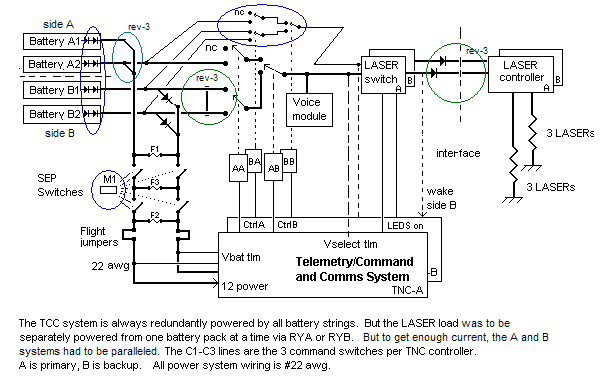 side A
rev-3
nc
Battery A1
Battery A2
nc
rev-3
rev-3
Battery B1
Battery B2
side B
LASER
switch
A
B
LASER
controller
A
B
Voice
module
F1
SEP
Switches
M1
F3
F2
AA
BA
AB
BB
interface
3 LASERs
3 LASERs
wake
side B
Flight
jumpers
CtrlA
CtrlB
LEDS on
Vselect tlm
Vbat tlm
Telemetry/Command
and Comms System
-B
22 awg
12 power
TNC-A
The TCC system is always redundantly powered by all battery strings. But the LASER load was to be
separately powered from one battery pack at a time via RYA or RYB. But to get enough current, the A and B
systems had to be paralleled. The C1-C3 lines are the 3 command switches per TNC controller.
A is primary, B is backup. All power system wiring is #22 awg.